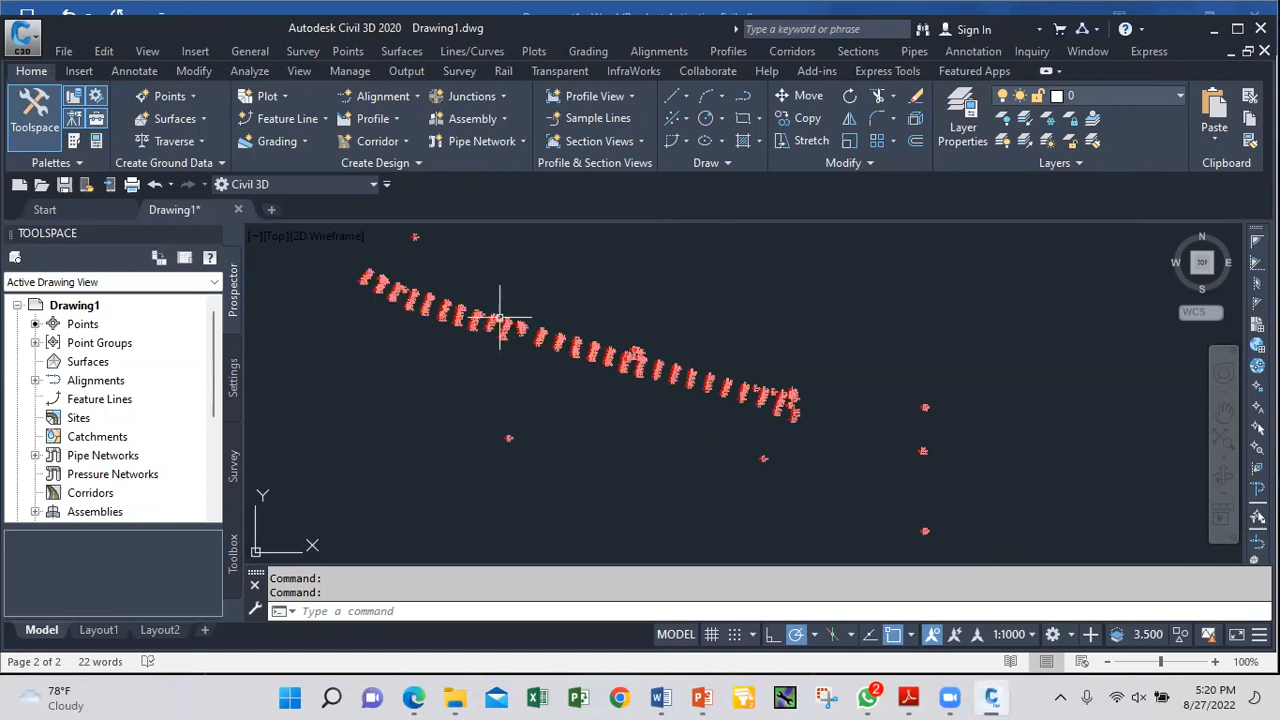 Autodesk Civil 3D 2020 Drawing1.dwg
Type a keyword or phrase
Sign In
C3D
File Edit View Insert General Survey Points Surfaces Lines/Curves Plots Grading Alignments Profiles Corridors Sections Pipes Annotation Inquiry Window Express
Home Insert Annotate Modify Analyze View Manage Output Survey Rail Transparent InfraWorks Collaborate Help Add-ins Express Tools Featured Apps
Points Plot Alignment Junctions Profile View Move 0
Toolspace Surfaces Feature Line Profile Assembly Sample Lines Copy Layer Properties Paste
Traverse Grading Corridor Pipe Network Section Views Stretch
Palettes Create Ground Data Create Design Profile & Section Views Draw Modify Layers Clipboard
Civil 3D
Start Drawing1*
TOOLSPACE
[−][Top](2D Wireframe]
N
W TOP E
S
WCS
Active Drawing View
Drawing1
Points
Point Groups
Surfaces
Alignments
Feature Lines
Sites
Catchments
Pipe Networks
Pressure Networks
Corridors
Assemblies
Prospector
Settings
Survey
Toolbox
Y
X
Command:
Command:
Type a command
Model Layout1 Layout2 +
MODEL 1:1000 3.500
Page 2 of 2 22 words 100%
78°F
Cloudy
2
5:20 PM
8/27/2022